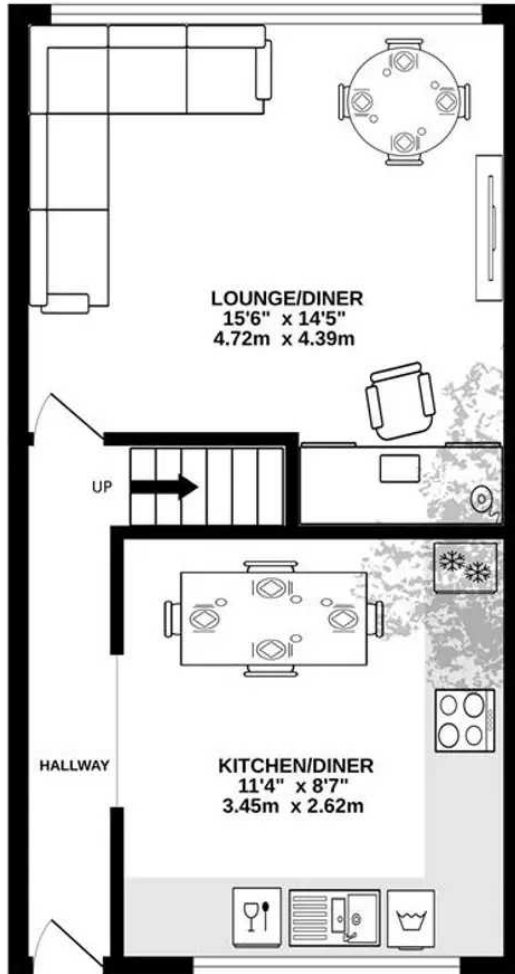 LOUNGE/DINER
15'6" x 14'5"
4.72m x 4.39m
UP
HALLWAY
KITCHEN/DINER
11'4" x 8'7"
3.45m x 2.62m